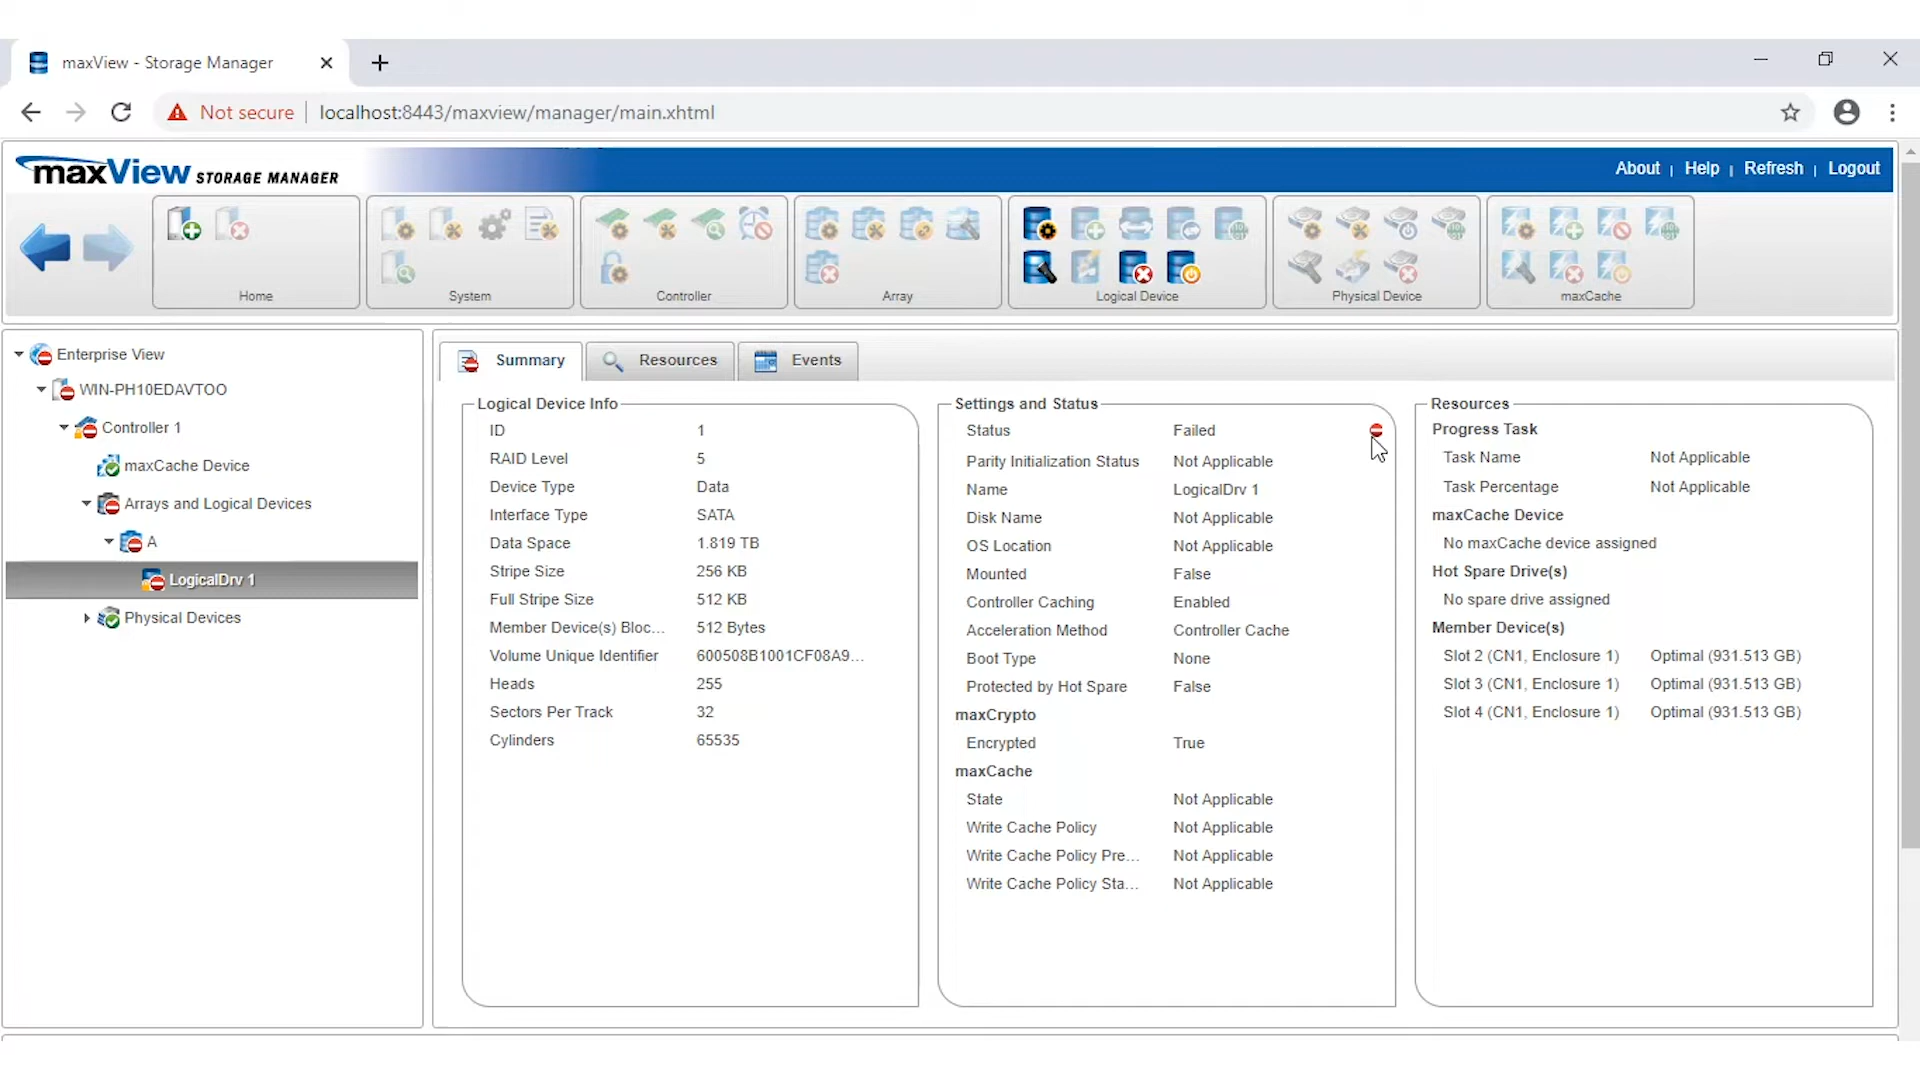 maxView - Storage Manager
Not secure
localhost:8443/maxview/manager/main.xhtml
maxView STORAGE MANAGER
About | Help | Refresh | Logout
Home
System
Controller
Array
Logical Device
Physical Device
maxCache
Enterprise View
WIN-PH10EDAVTOO
Controller 1
maxCache Device
Arrays and Logical Devices
A
LogicalDrv 1
Physical Devices
Summary
Resources
Events
Logical Device Info
ID 1
RAID Level 5
Device Type Data
Interface Type SATA
Data Space 1.819 TB
Stripe Size 256 KB
Full Stripe Size 512 KB
Member Device(s) Bloc... 512 Bytes
Volume Unique Identifier 600508B1001CF08A9...
Heads 255
Sectors Per Track 32
Cylinders 65535
Settings and Status
Status Failed
Parity Initialization Status Not Applicable
Name LogicalDrv 1
Disk Name Not Applicable
OS Location Not Applicable
Mounted False
Controller Caching Enabled
Acceleration Method Controller Cache
Boot Type None
Protected by Hot Spare False
maxCrypto
Encrypted True
maxCache
State Not Applicable
Write Cache Policy Not Applicable
Write Cache Policy Pre... Not Applicable
Write Cache Policy Sta... Not Applicable
Resources
Progress Task
Task Name Not Applicable
Task Percentage Not Applicable
maxCache Device
No maxCache device assigned
Hot Spare Drive(s)
No spare drive assigned
Member Device(s)
Slot 2 (CN1, Enclosure 1) Optimal (931.513 GB)
Slot 3 (CN1, Enclosure 1) Optimal (931.513 GB)
Slot 4 (CN1, Enclosure 1) Optimal (931.513 GB)